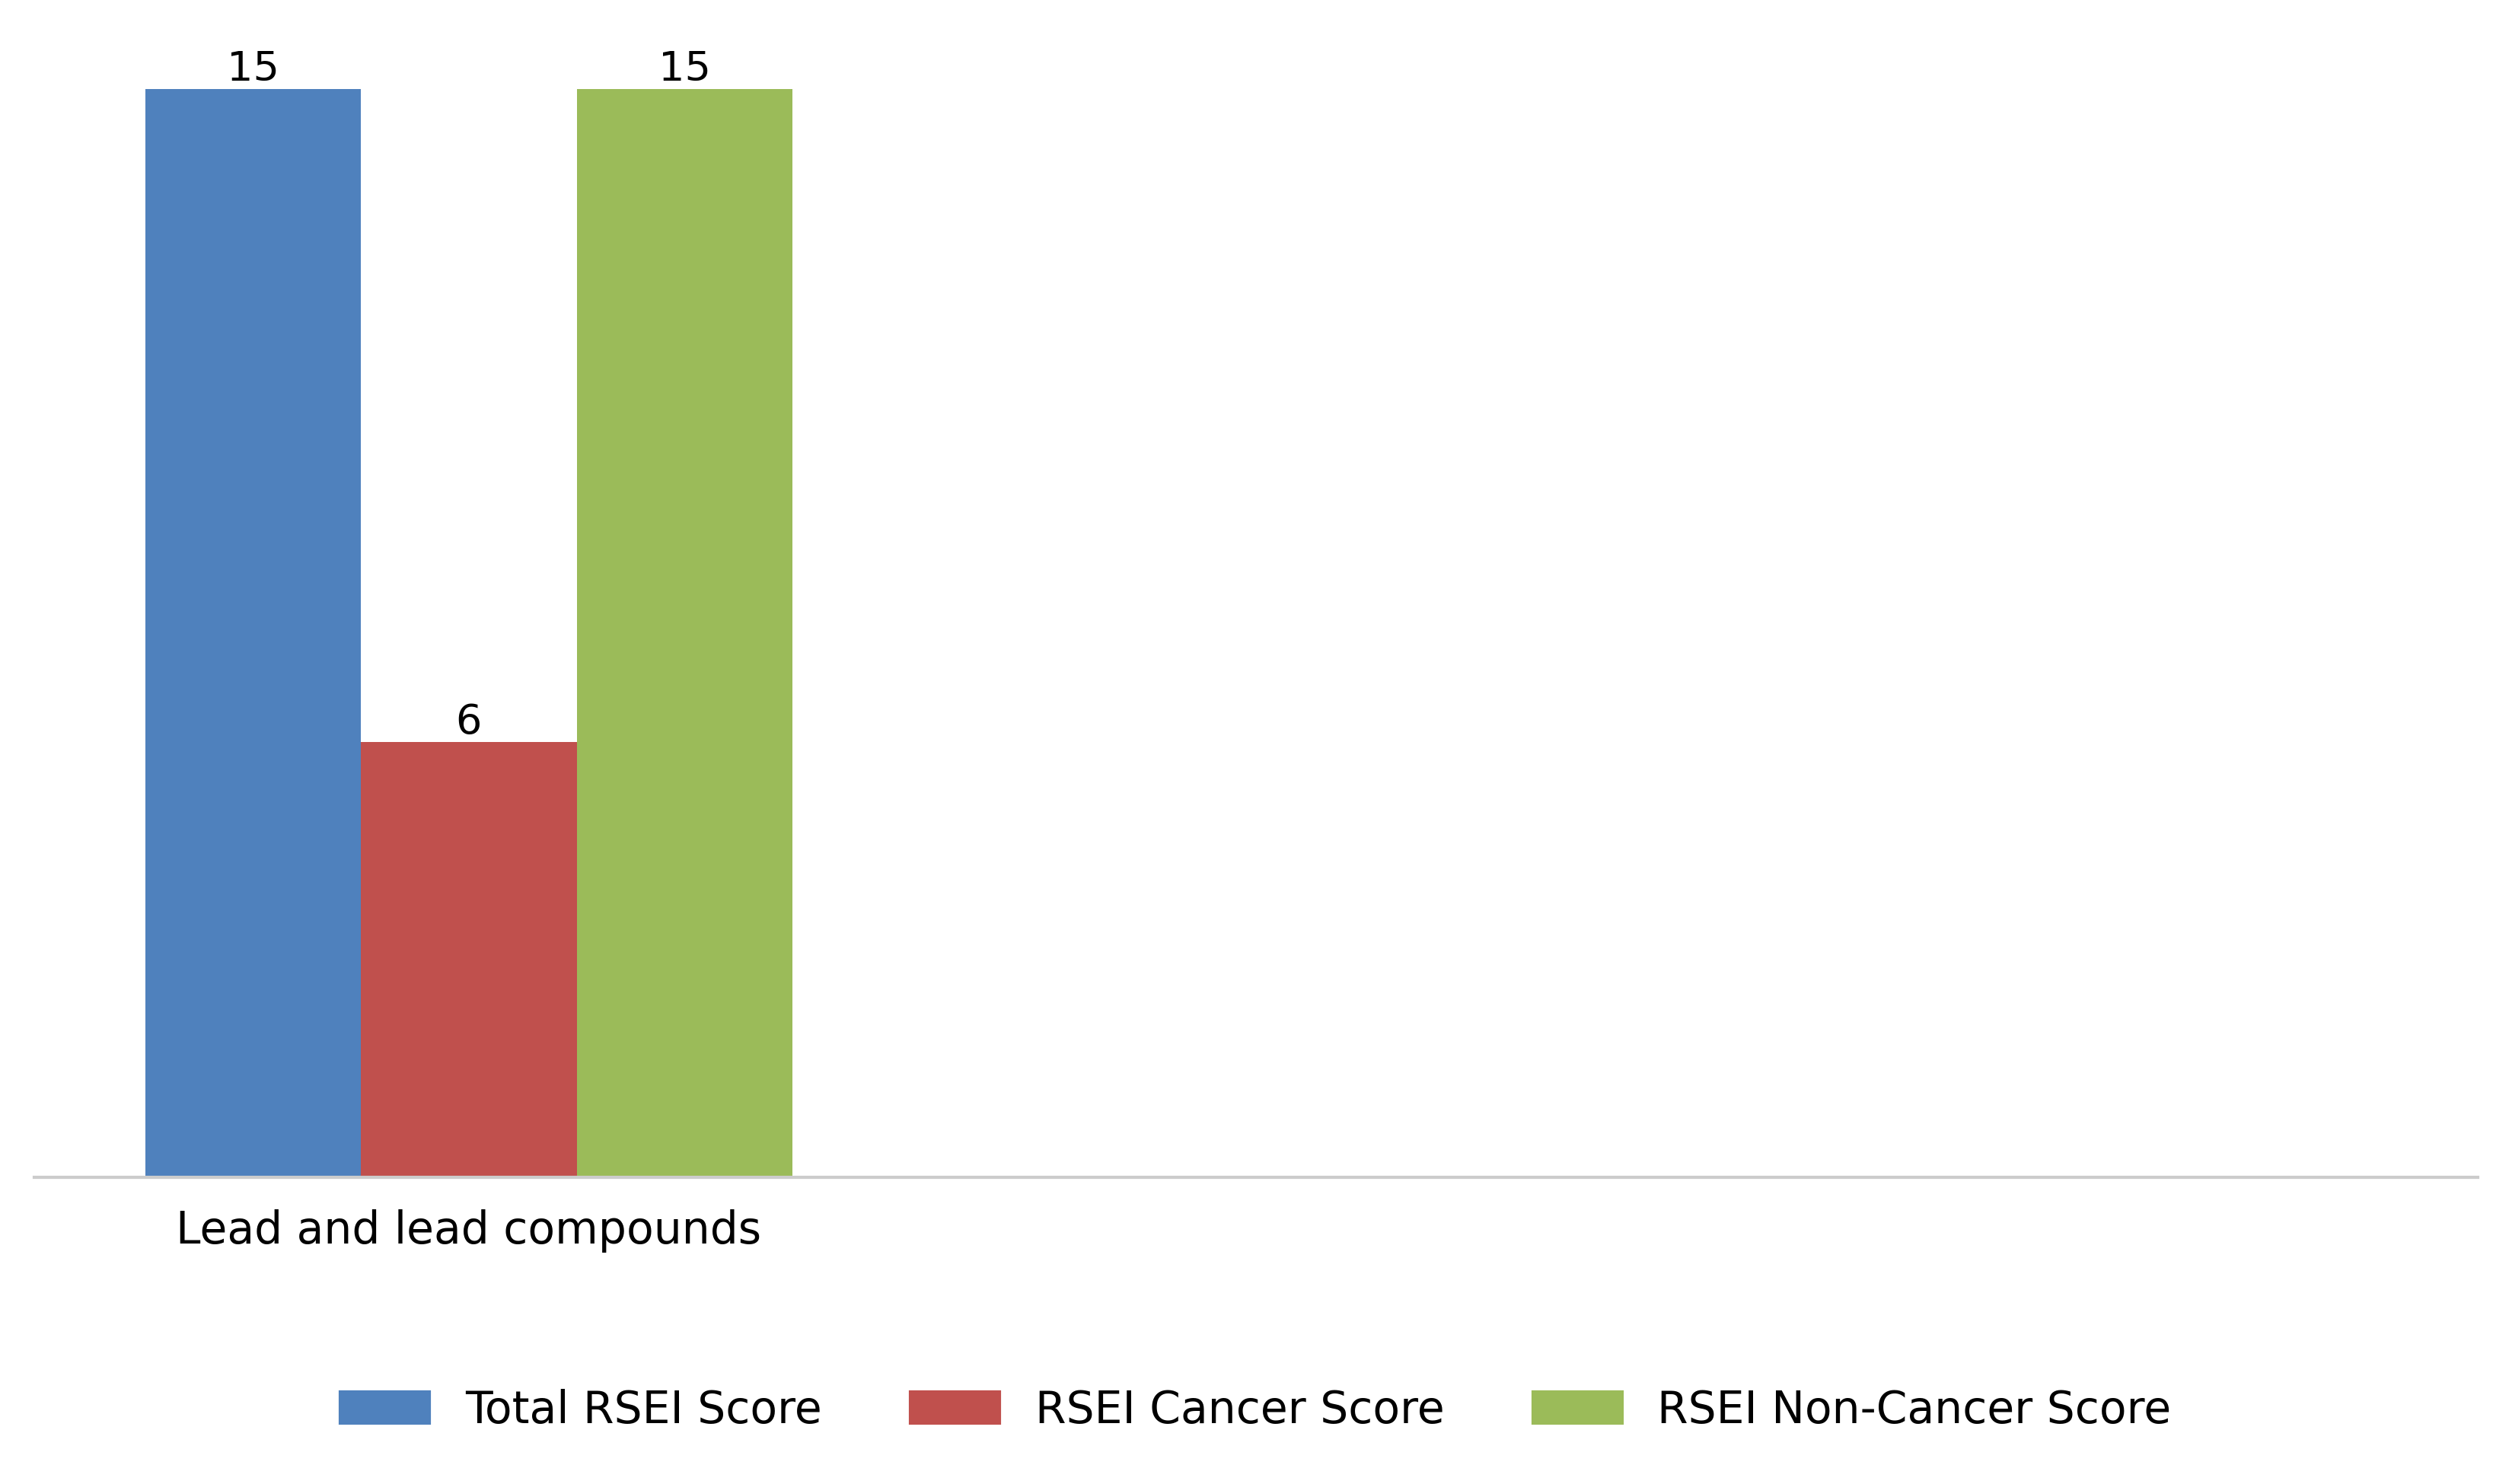 15
15
6
Lead and lead compounds
Total RSEI Score
RSEI Cancer Score
RSEI Non-Cancer Score